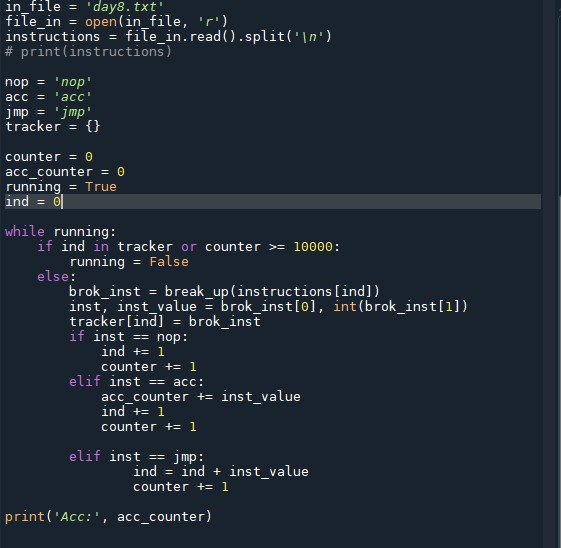 in_file = 'day8.txt'
file_in = open(in_file, 'r')
instructions = file_in.read().split('\n')
# print(instructions)

nop = 'nop'
acc = 'acc'
jmp = 'jmp'
tracker = {}

counter = 0
acc_counter = 0
running = True
ind = 0

while running:
    if ind in tracker or counter >= 10000:
        running = False
    else:
        brok_inst = break_up(instructions[ind])
        inst, inst_value = brok_inst[0], int(brok_inst[1])
        tracker[ind] = brok_inst
        if inst == nop:
            ind += 1
            counter += 1
        elif inst == acc:
            acc_counter += inst_value
            ind += 1
            counter += 1

        elif inst == jmp:
                ind = ind + inst_value
                counter += 1

print('Acc:', acc_counter)